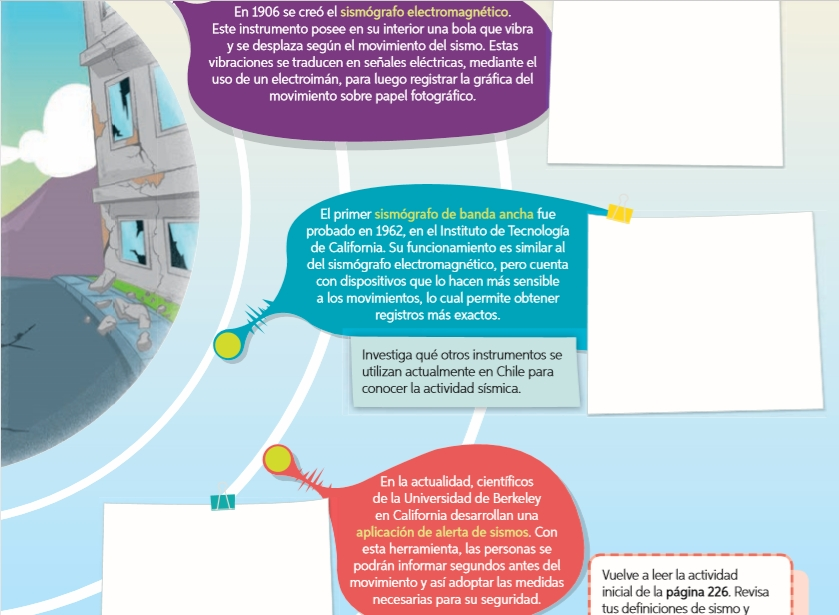 En 1906 se creó el sismógrafo electromagnético.
Este instrumento posee en su interior una bola que vibra
y se desplaza según el movimiento del sismo. Estas
vibraciones se traducen en señales eléctricas, mediante el
uso de un electroimán, para luego registrar la gráfica del
movimiento sobre papel fotográfico.
El primer sismógrafo de banda ancha fue
probado en 1962, en el Instituto de Tecnología
de California. Su funcionamiento es similar al
del sismógrafo electromagnético, pero cuenta
con dispositivos que lo hacen más sensible
a los movimientos, lo cual permite obtener
registros más exactos.
Investiga qué otros instrumentos se
utilizan actualmente en Chile para
conocer la actividad sísmica.
En la actualidad, científicos
de la Universidad de Berkeley
en California desarrollan una
aplicación de alerta de sismos. Con
esta herramienta, las personas se
podrán informar segundos antes del
movimiento y así adoptar las medidas
necesarias para su seguridad.
Vuelve a leer la actividad
inicial de la página 226. Revisa
tus definiciones de sismo y